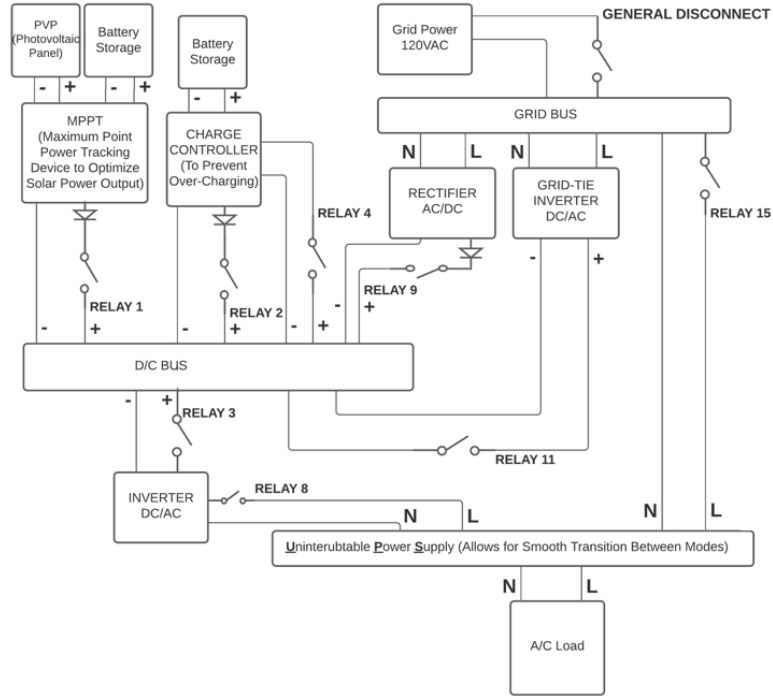 PVP
(Photovoltaic
Panel)
Battery
Storage
Battery
Storage
Grid Power
120VAC
GENERAL DISCONNECT
- +
- +
- +
MPPT
(Maximum Point
Power Tracking
Device to Optimize
Solar Power Output)
CHARGE
CONTROLLER
(To Prevent
Over-Charging)
GRID BUS
N L
N L
RECTIFIER
AC/DC
GRID-TIE
INVERTER
DC/AC
RELAY 4
RELAY 15
- +
RELAY 9
RELAY 1
RELAY 2
- +
- +
- +
- +
D/C BUS
- +
RELAY 3
RELAY 11
INVERTER
DC/AC
RELAY 8
N L
N L
Uninterubtable Power Supply (Allows for Smooth Transition Between Modes)
N L
A/C Load